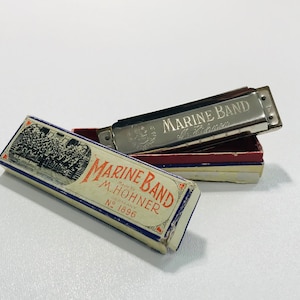 MARINE BAND
M. Hohner
MARINE BAND
M. HOHNER
No 1896